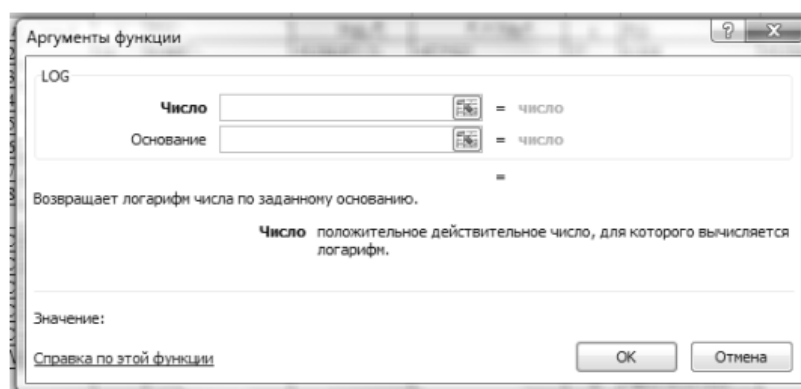 Аргументы функции
LOG
Число = число
Основание = число
=
Возвращает логарифм числа по заданному основанию.
Число положительное действительное число, для которого вычисляется
логарифм.
Значение:
Справка по этой функции
OK Отмена